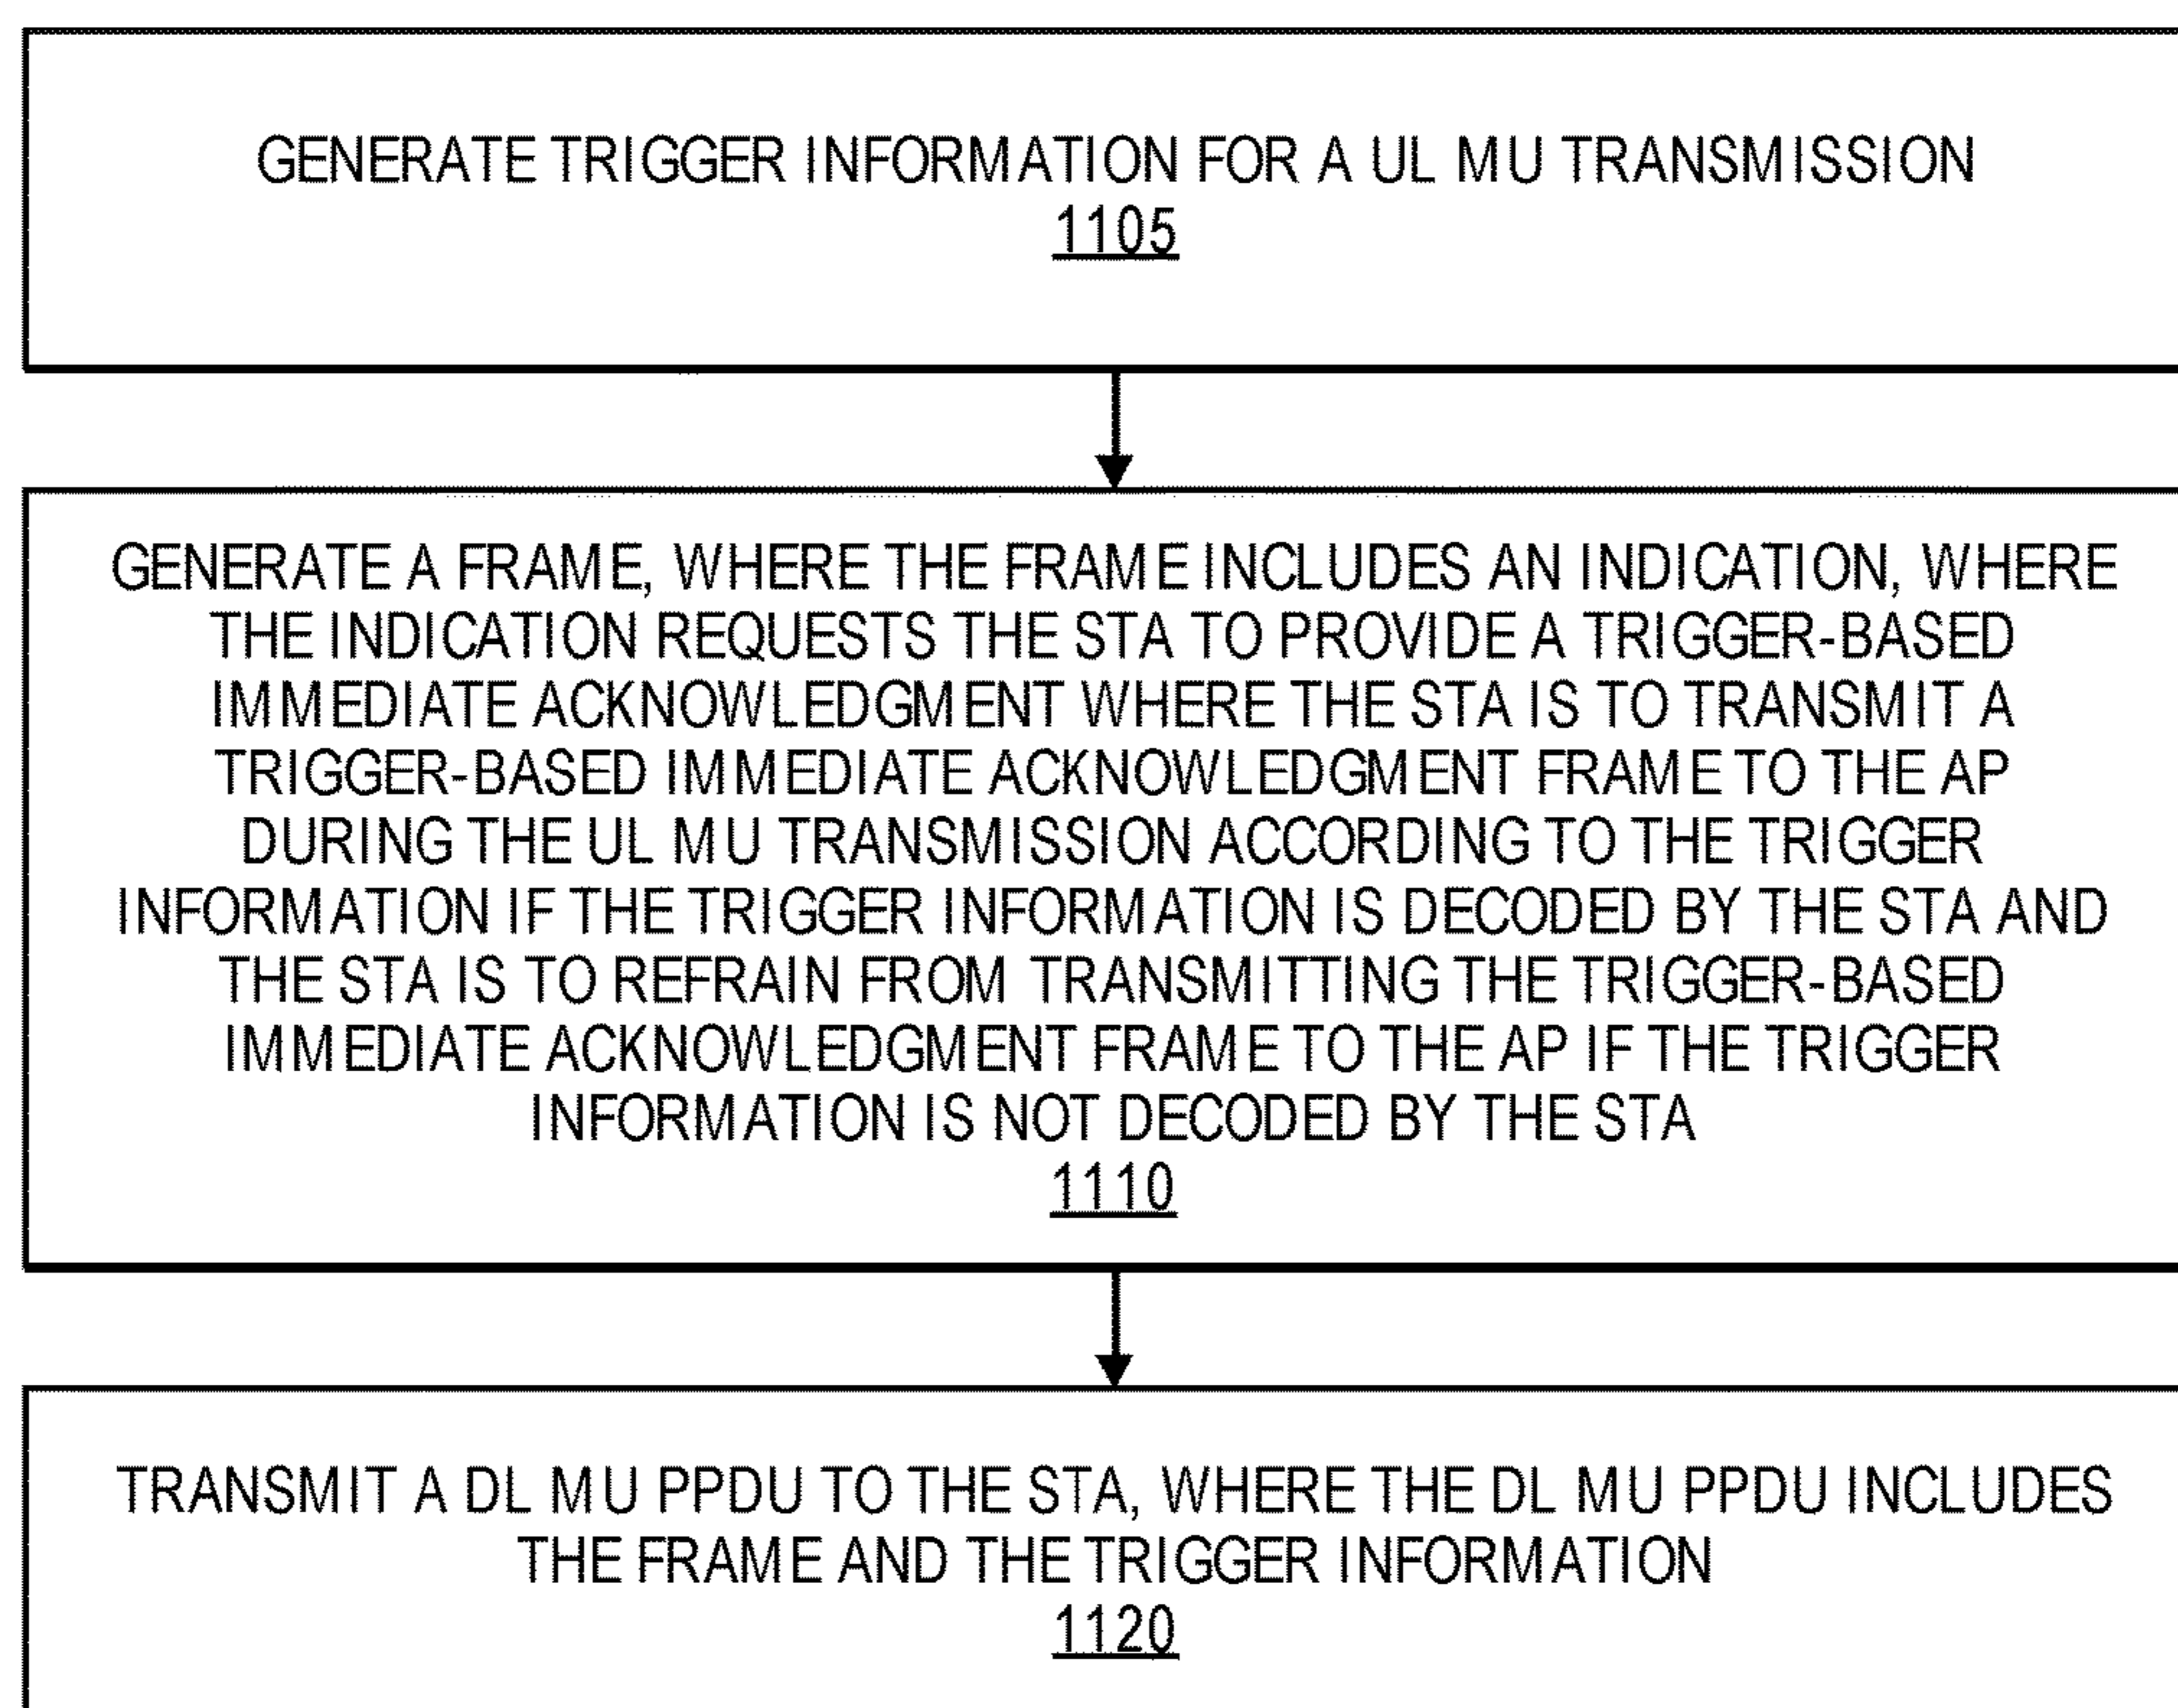 GENERATE TRIGGER INFORMATION FOR A UL MU TRANSMISSION
1105
GENERATE A FRAME, WHERE THE FRAME INCLUDES AN INDICATION, WHERE
THE INDICATION REQUESTS THE STA TO PROVIDE A TRIGGER-BASED
IMMEDIATE ACKNOWLEDGMENT WHERE THE STA IS TO TRANSMIT A
TRIGGER-BASED IMMEDIATE ACKNOWLEDGMENT FRAME TO THE AP
DURING THE UL MU TRANSMISSION ACCORDING TO THE TRIGGER
INFORMATION IF THE TRIGGER INFORMATION IS DECODED BY THE STA AND
THE STA IS TO REFRAIN FROM TRANSMITTING THE TRIGGER-BASED
IMMEDIATE ACKNOWLEDGMENT FRAME TO THE AP IF THE TRIGGER
INFORMATION IS NOT DECODED BY THE STA
1110
TRANSMIT A DL MU PPDU TO THE STA, WHERE THE DL MU PPDU INCLUDES
THE FRAME AND THE TRIGGER INFORMATION
1120